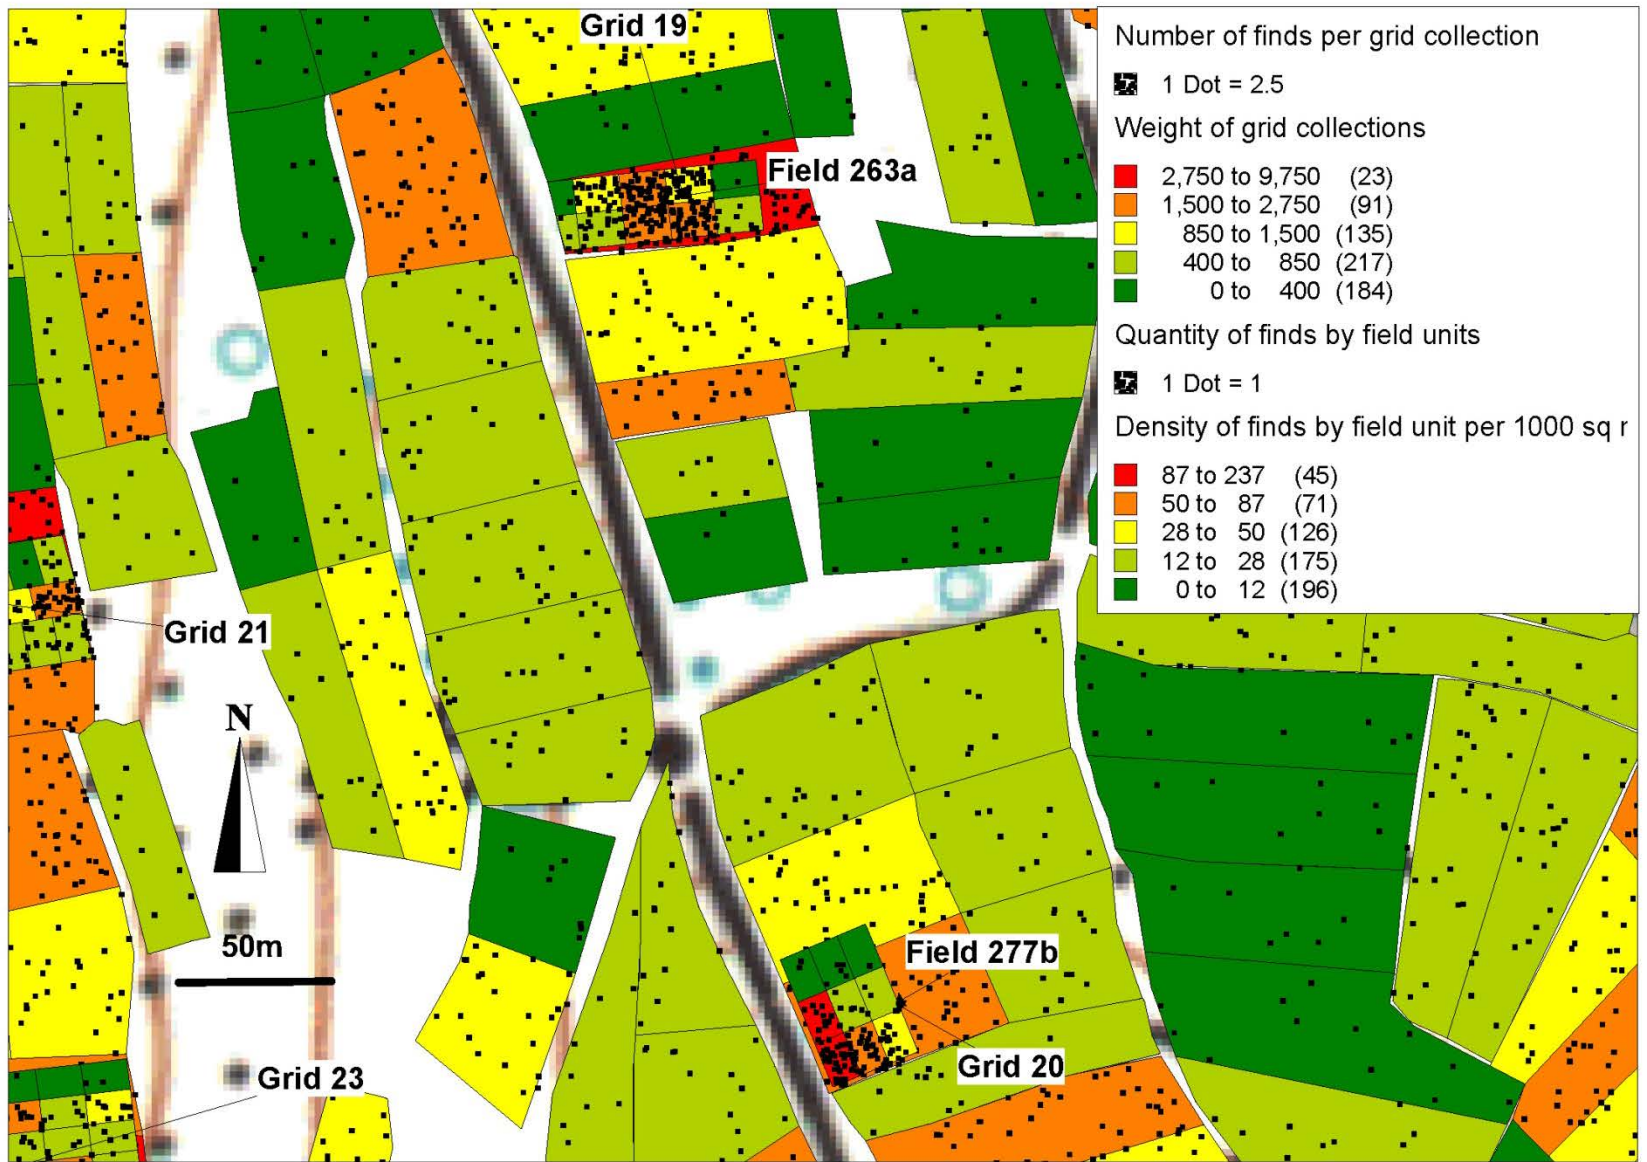 Grid 19
Field 263a
Grid 21
N
50m
Grid 23
Field 277b
Grid 20
Number of finds per grid collection
1 Dot = 2.5
Weight of grid collections
2,750 to 9,750 (23)
1,500 to 2,750 (91)
850 to 1,500 (135)
400 to 850 (217)
0 to 400 (184)
Quantity of finds by field units
1 Dot = 1
Density of finds by field unit per 1000 sq r
87 to 237 (45)
50 to 87 (71)
28 to 50 (126)
12 to 28 (175)
0 to 12 (196)